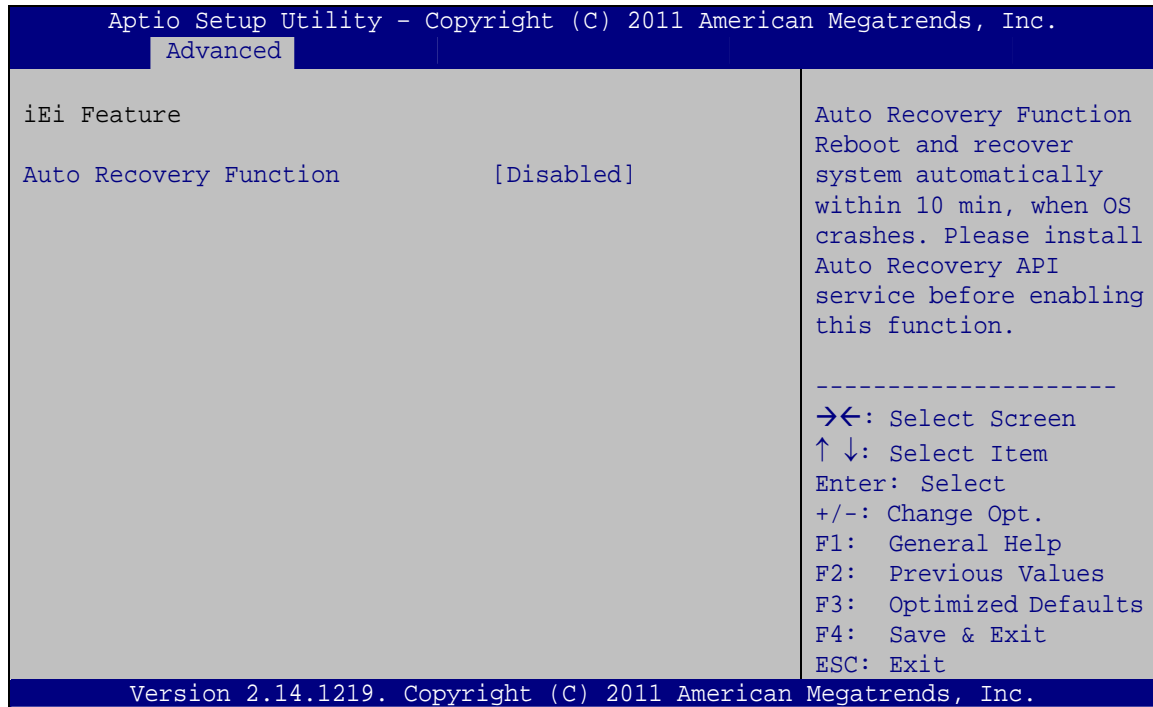 Aptio Setup Utility – Copyright (C) 2011 American Megatrends, Inc.
Advanced
iEi Feature
Auto Recovery Function [Disabled]
Auto Recovery Function
Reboot and recover
system automatically
within 10 min, when OS
crashes. Please install
Auto Recovery API
service before enabling
this function.
---------------------
→←: Select Screen
↑ ↓: Select Item
Enter: Select
+/-: Change Opt.
F1: General Help
F2: Previous Values
F3: Optimized Defaults
F4: Save & Exit
ESC: Exit
Version 2.14.1219. Copyright (C) 2011 American Megatrends, Inc.